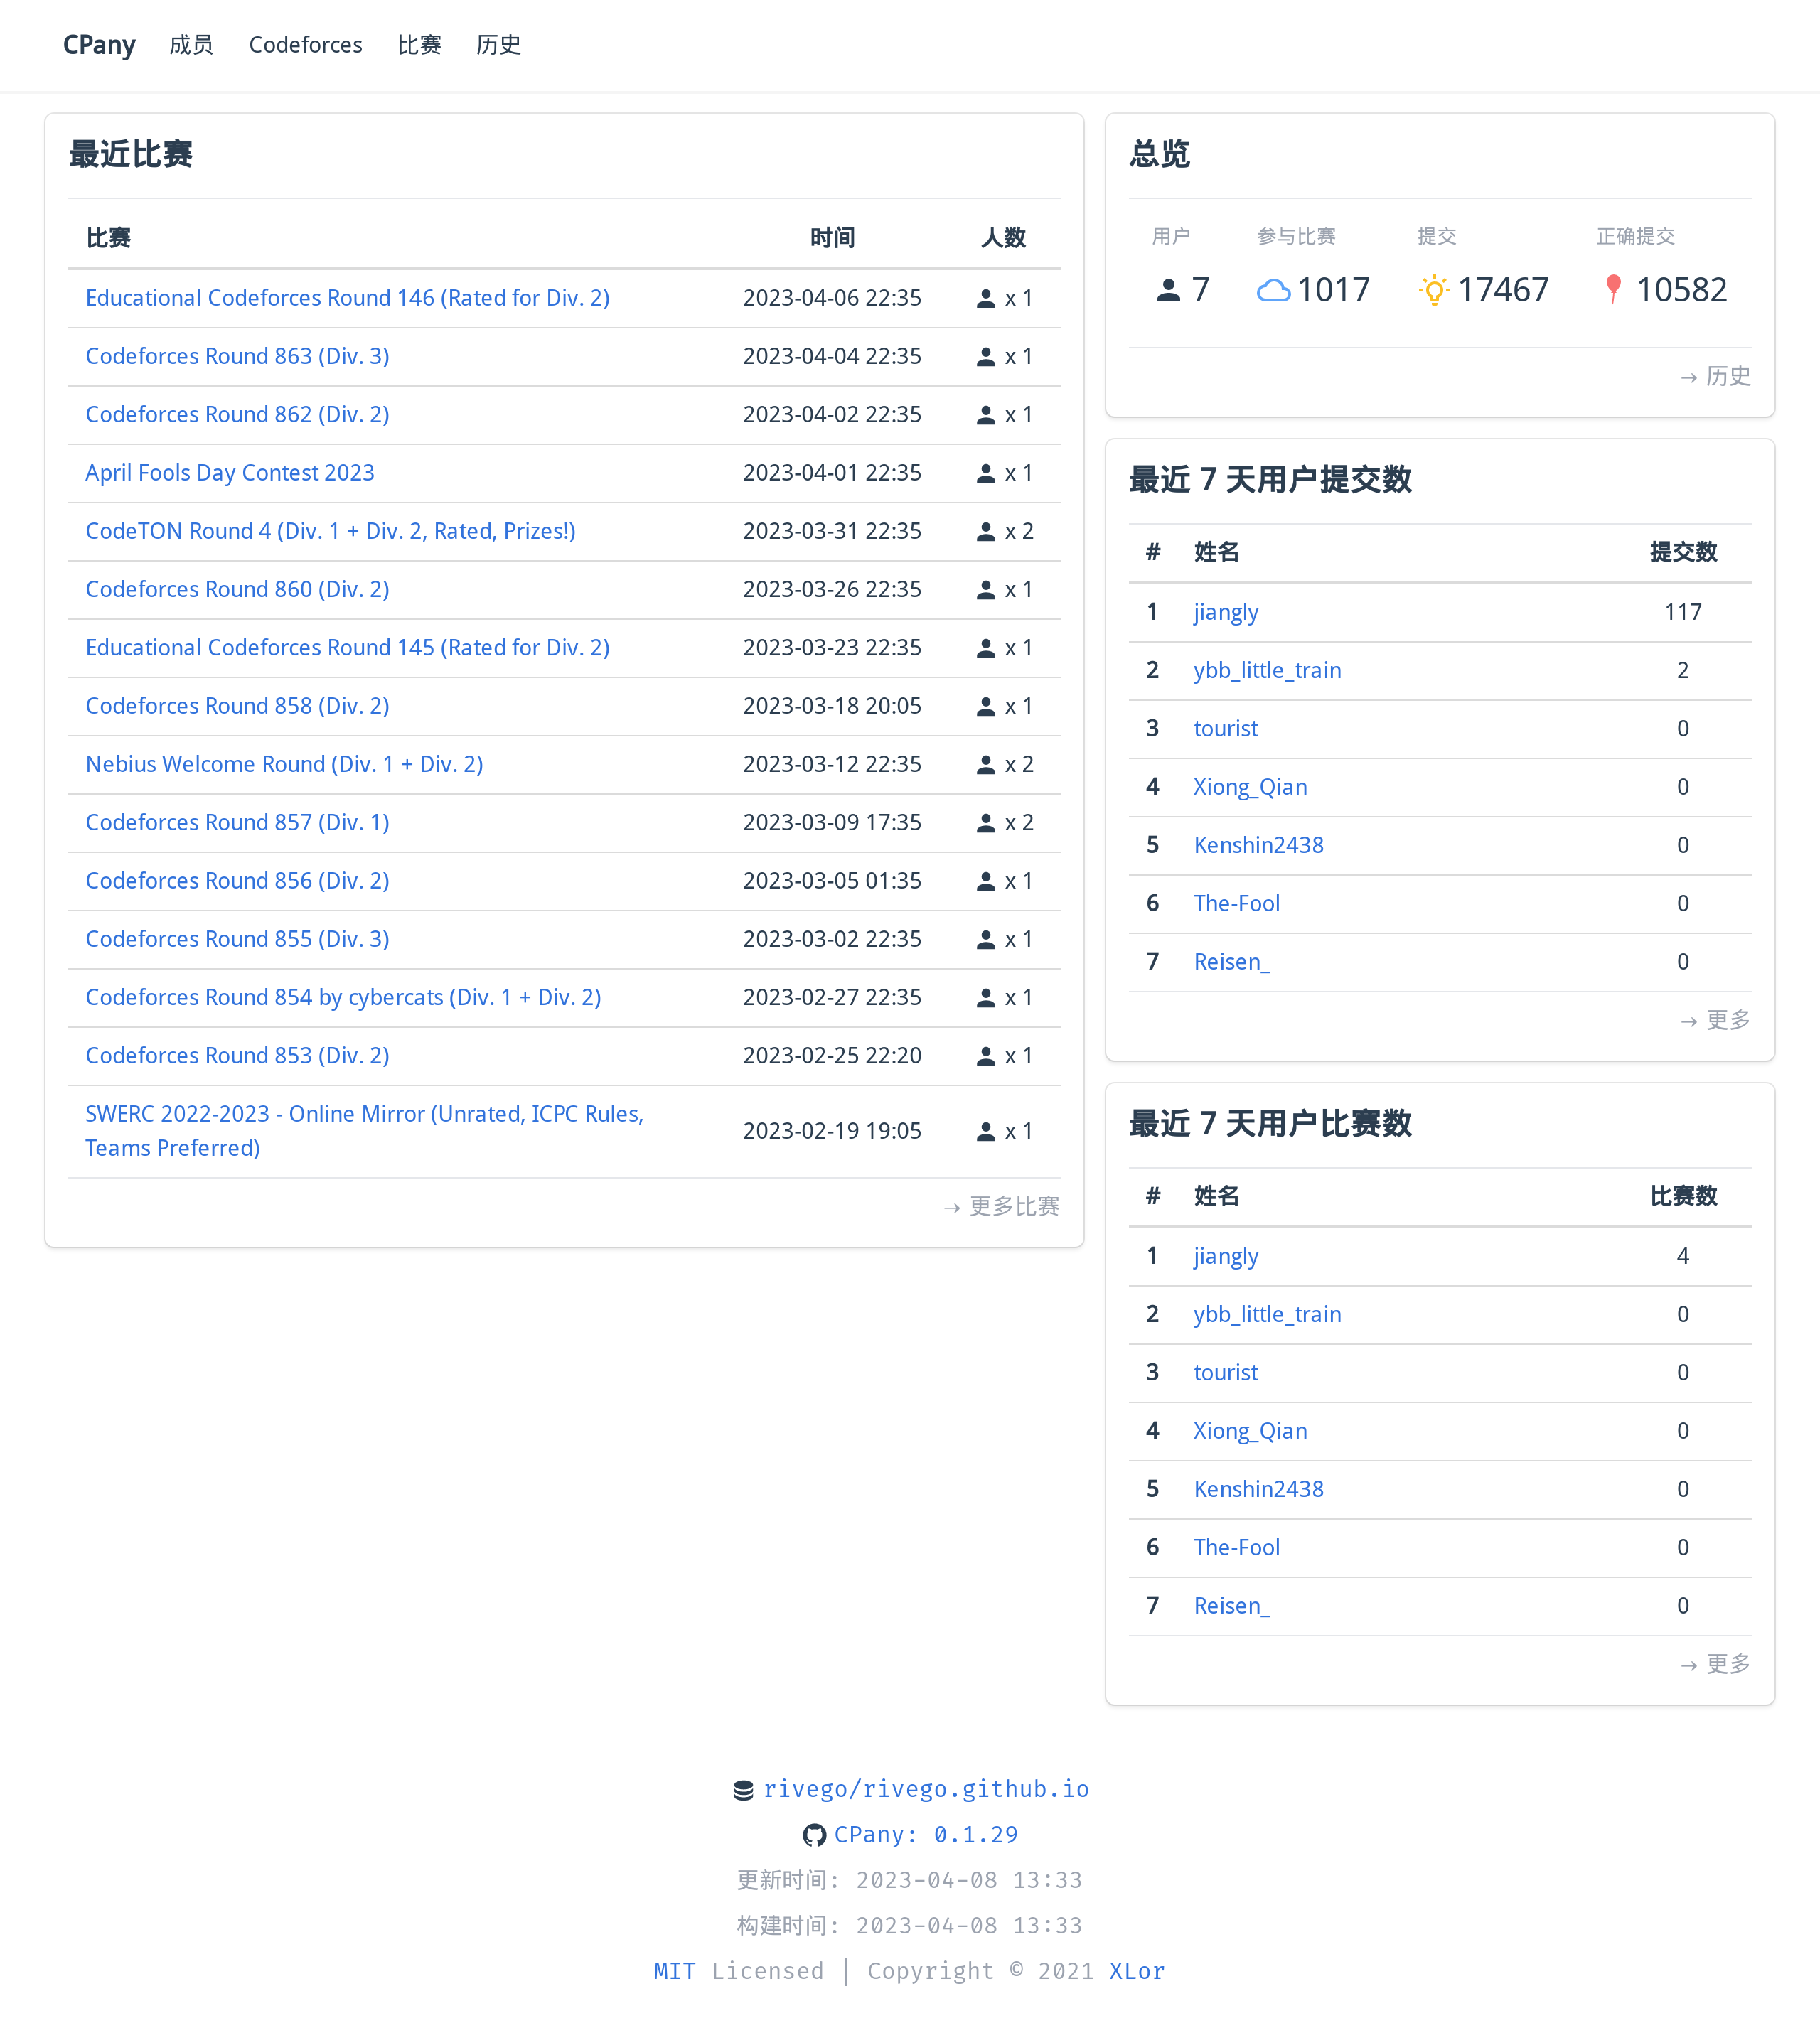 CPany 成员 Codeforces 比赛 历史
最近比赛
比赛 时间 人数
Educational Codeforces Round 146 (Rated for Div. 2) 2023-04-06 22:35 x 1
Codeforces Round 863 (Div. 3) 2023-04-04 22:35 x 1
Codeforces Round 862 (Div. 2) 2023-04-02 22:35 x 1
April Fools Day Contest 2023 2023-04-01 22:35 x 1
CodeTON Round 4 (Div. 1 + Div. 2, Rated, Prizes!) 2023-03-31 22:35 x 2
Codeforces Round 860 (Div. 2) 2023-03-26 22:35 x 1
Educational Codeforces Round 145 (Rated for Div. 2) 2023-03-23 22:35 x 1
Codeforces Round 858 (Div. 2) 2023-03-18 20:05 x 1
Nebius Welcome Round (Div. 1 + Div. 2) 2023-03-12 22:35 x 2
Codeforces Round 857 (Div. 1) 2023-03-09 17:35 x 2
Codeforces Round 856 (Div. 2) 2023-03-05 01:35 x 1
Codeforces Round 855 (Div. 3) 2023-03-02 22:35 x 1
Codeforces Round 854 by cybercats (Div. 1 + Div. 2) 2023-02-27 22:35 x 1
Codeforces Round 853 (Div. 2) 2023-02-25 22:20 x 1
SWERC 2022-2023 - Online Mirror (Unrated, ICPC Rules,
Teams Preferred) 2023-02-19 19:05 x 1
→ 更多比赛
总览
用户 参与比赛 提交 正确提交
7 1017 17467 10582
→ 历史
最近 7 天用户提交数
# 姓名 提交数
1 jiangly 117
2 ybb_little_train 2
3 tourist 0
4 Xiong_Qian 0
5 Kenshin2438 0
6 The-Fool 0
7 Reisen_ 0
→ 更多
最近 7 天用户比赛数
# 姓名 比赛数
1 jiangly 4
2 ybb_little_train 0
3 tourist 0
4 Xiong_Qian 0
5 Kenshin2438 0
6 The-Fool 0
7 Reisen_ 0
→ 更多
rivego/rivego.github.io
CPany: 0.1.29
更新时间: 2023-04-08 13:33
构建时间: 2023-04-08 13:33
MIT Licensed | Copyright © 2021 XLor